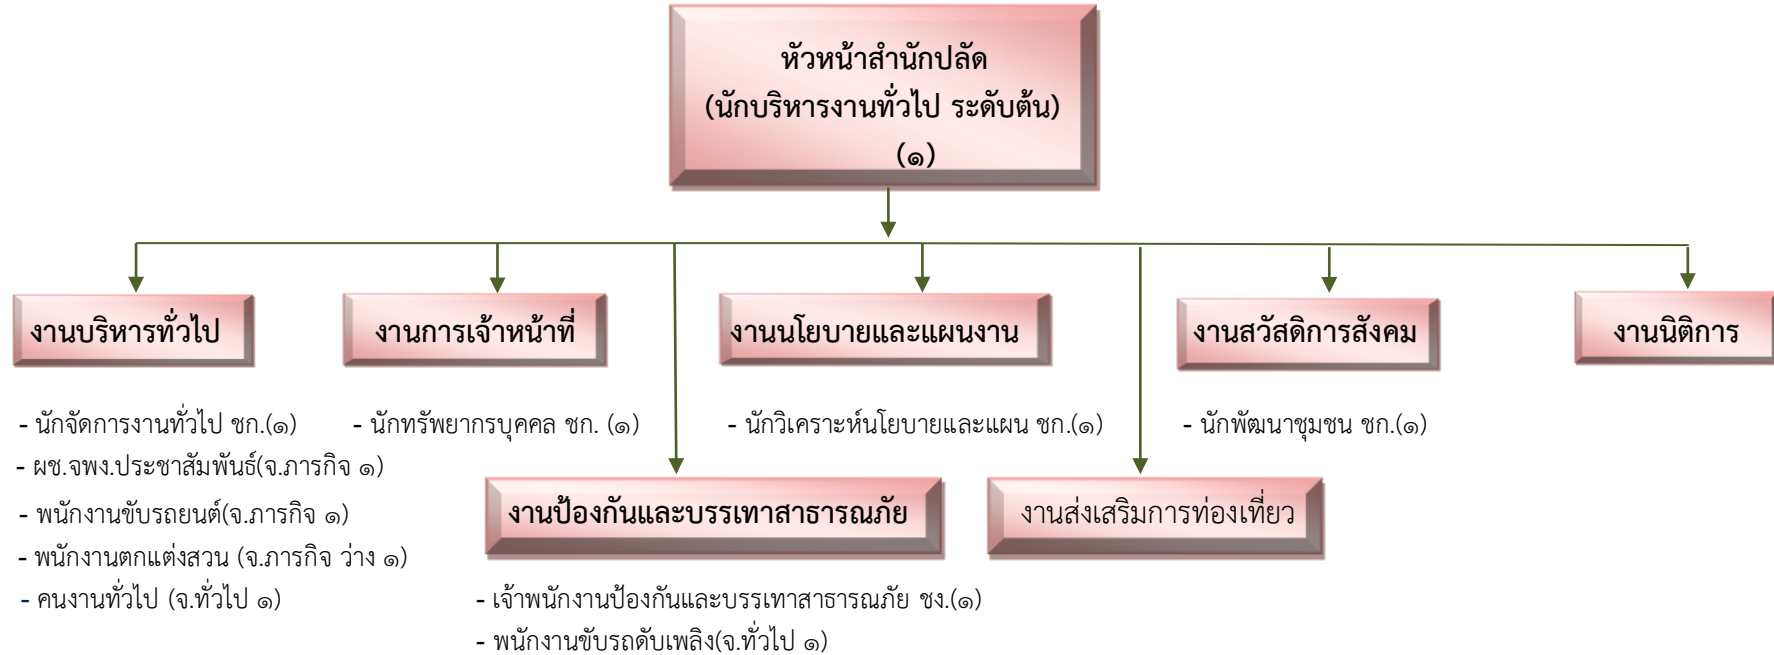 หัวหน้าสำนักปลัด
(นักบริหารงานทั่วไป ระดับต้น)
(๑)
งานบริหารทั่วไป
งานการเจ้าหน้าที่
งานนโยบายและแผนงาน
งานสวัสดิการสังคม
งานนิติการ
- นักจัดการงานทั่วไป ชก.(๑)
- ผช.จพง.ประชาสัมพันธ์(จ.ภารกิจ ๑)
- พนักงานขับรถยนต์(จ.ภารกิจ ๑)
- พนักงานตกแต่งสวน (จ.ภารกิจ ว่าง ๑)
- คนงานทั่วไป (จ.ทั่วไป ๑)
- นักทรัพยากรบุคคล ชก. (๑)
- นักวิเคราะห์นโยบายและแผน ชก.(๑)
- นักพัฒนาชุมชน ชก.(๑)
งานป้องกันและบรรเทาสาธารณภัย
งานส่งเสริมการท่องเที่ยว
- เจ้าพนักงานป้องกันและบรรเทาสาธารณภัย ชง.(๑)
- พนักงานขับรถดับเพลิง(จ.ทั่วไป ๑)